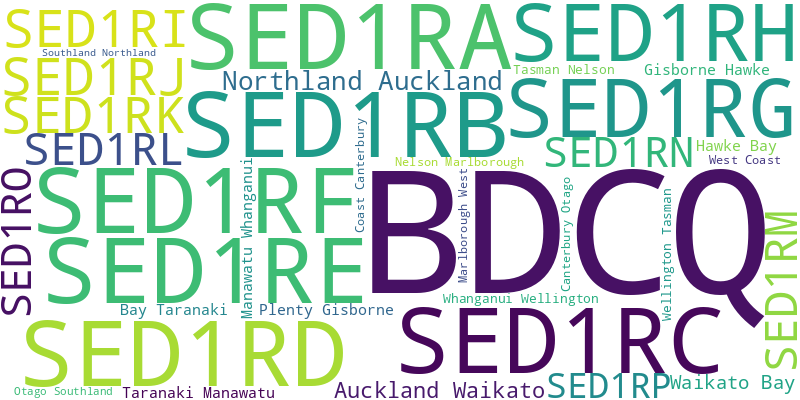 SED1RI
SED1RA
SED1RH
Southland Northland
SED1RJ
Northland Auckland
Tasman Nelson
Gisborne Hawke
SED1RK
SED1RB
SED1RG
SED1RL
Coast Canterbury
Nelson Marlborough
SED1RN
Hawke Bay
West Coast
SED1RO
SED1RF
Manawatu Whanganui
BDCQ
Marlborough West
Canterbury Otago
Wellington Tasman
SED1RM
SED1RE
Bay Taranaki
Plenty Gisborne
Whanganui Wellington
SED1RD
SED1RC
Otago Southland
Taranaki Manawatu
Auckland Waikato
SED1RP
Waikato Bay